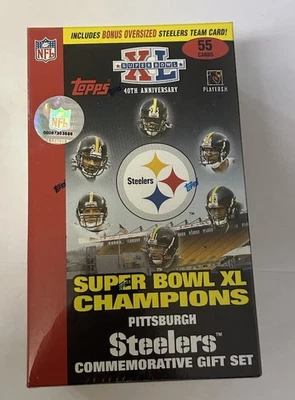 INCLUDES BONUS OVERSIZED STEELERS TEAM CARD!
NFL
XL
SUPER BOWL
55
CARDS
Topps
40TH ANNIVERSARY
PLAYERS
NFL
Steelers
SUPER BOWL XL
CHAMPIONS
PITTSBURGH
Steelers
COMMEMORATIVE GIFT SET